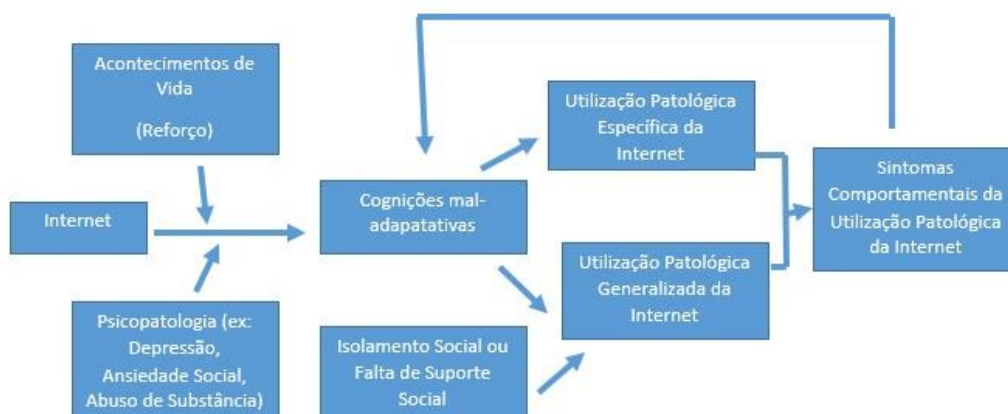 Acontecimentos de
Vida
(Reforço)
Internet
Psicopatologia (ex:
Depressão,
Ansiedade Social,
Abuso de Substância)
Cognições mal-
adapatativas
Isolamento Social ou
Falta de Suporte
Social
Utilização Patológica
Específica da
Internet
Utilização Patológica
Generalizada da
Internet
Sintomas
Comportamentais da
Utilização Patológica
da Internet